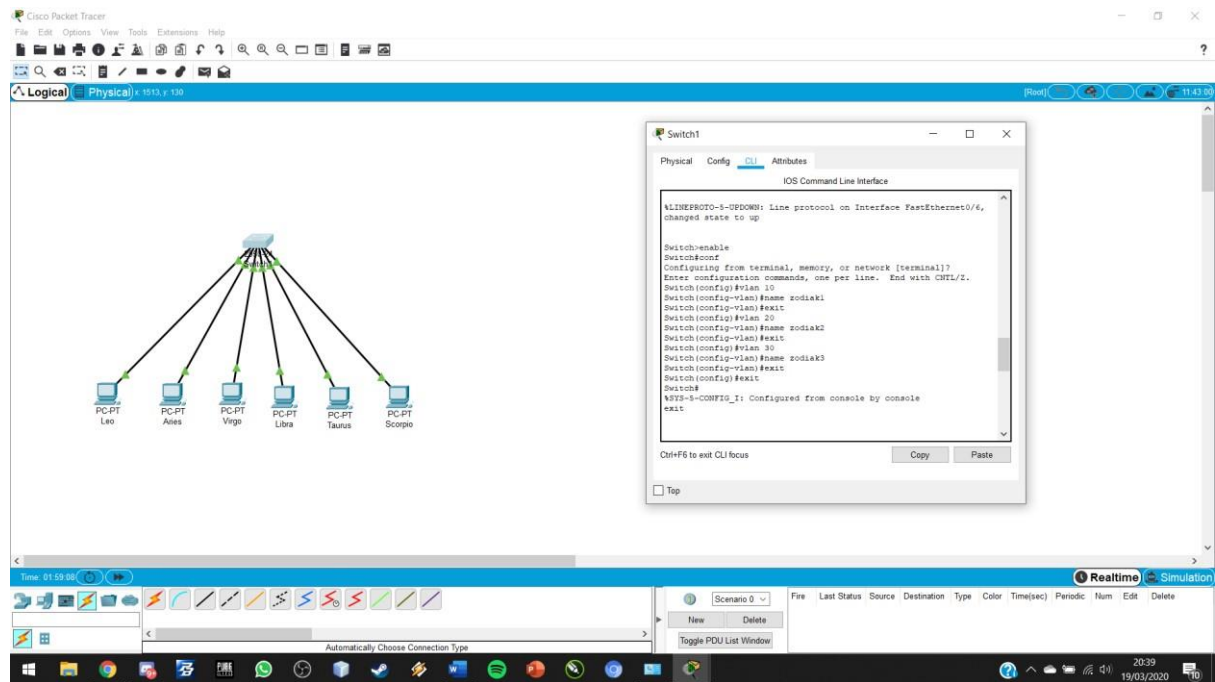 Cisco Packet Tracer
File Edit Options View Tools Extensions Help
?
Logical Physical x: 1513, y: 130 [Root] 11:43:00
Switch1
Physical Config CLI Attributes
IOS Command Line Interface
%LINEPROTO-5-UPDOWN: Line protocol on Interface FastEthernet0/6,
changed state to up
Switch>enable
Switch#conf
Configuring from terminal, memory, or network [terminal]?
Enter configuration commands, one per line. End with CNTL/Z.
Switch(config)#vlan 10
Switch(config-vlan)#name zodiak1
Switch(config-vlan)#exit
Switch(config)#vlan 20
Switch(config-vlan)#name zodiak2
Switch(config-vlan)#exit
Switch(config)#vlan 30
Switch(config-vlan)#name zodiak3
Switch(config-vlan)#exit
Switch(config)#exit
Switch#
%SYS-5-CONFIG_I: Configured from console by console
exit
Ctrl+F6 to exit CLI focus
Copy Paste
Top
PC-PT
Leo
PC-PT
Aries
PC-PT
Virgo
PC-PT
Libra
PC-PT
Taurus
PC-PT
Scorpio
Time: 01:59:08
Realtime Simulation
Scenario 0
New Delete
Toggle PDU List Window
Fire Last Status Source Destination Type Color Time(sec) Periodic Num Edit Delete
Automatically Choose Connection Type
20:39
19/03/2020